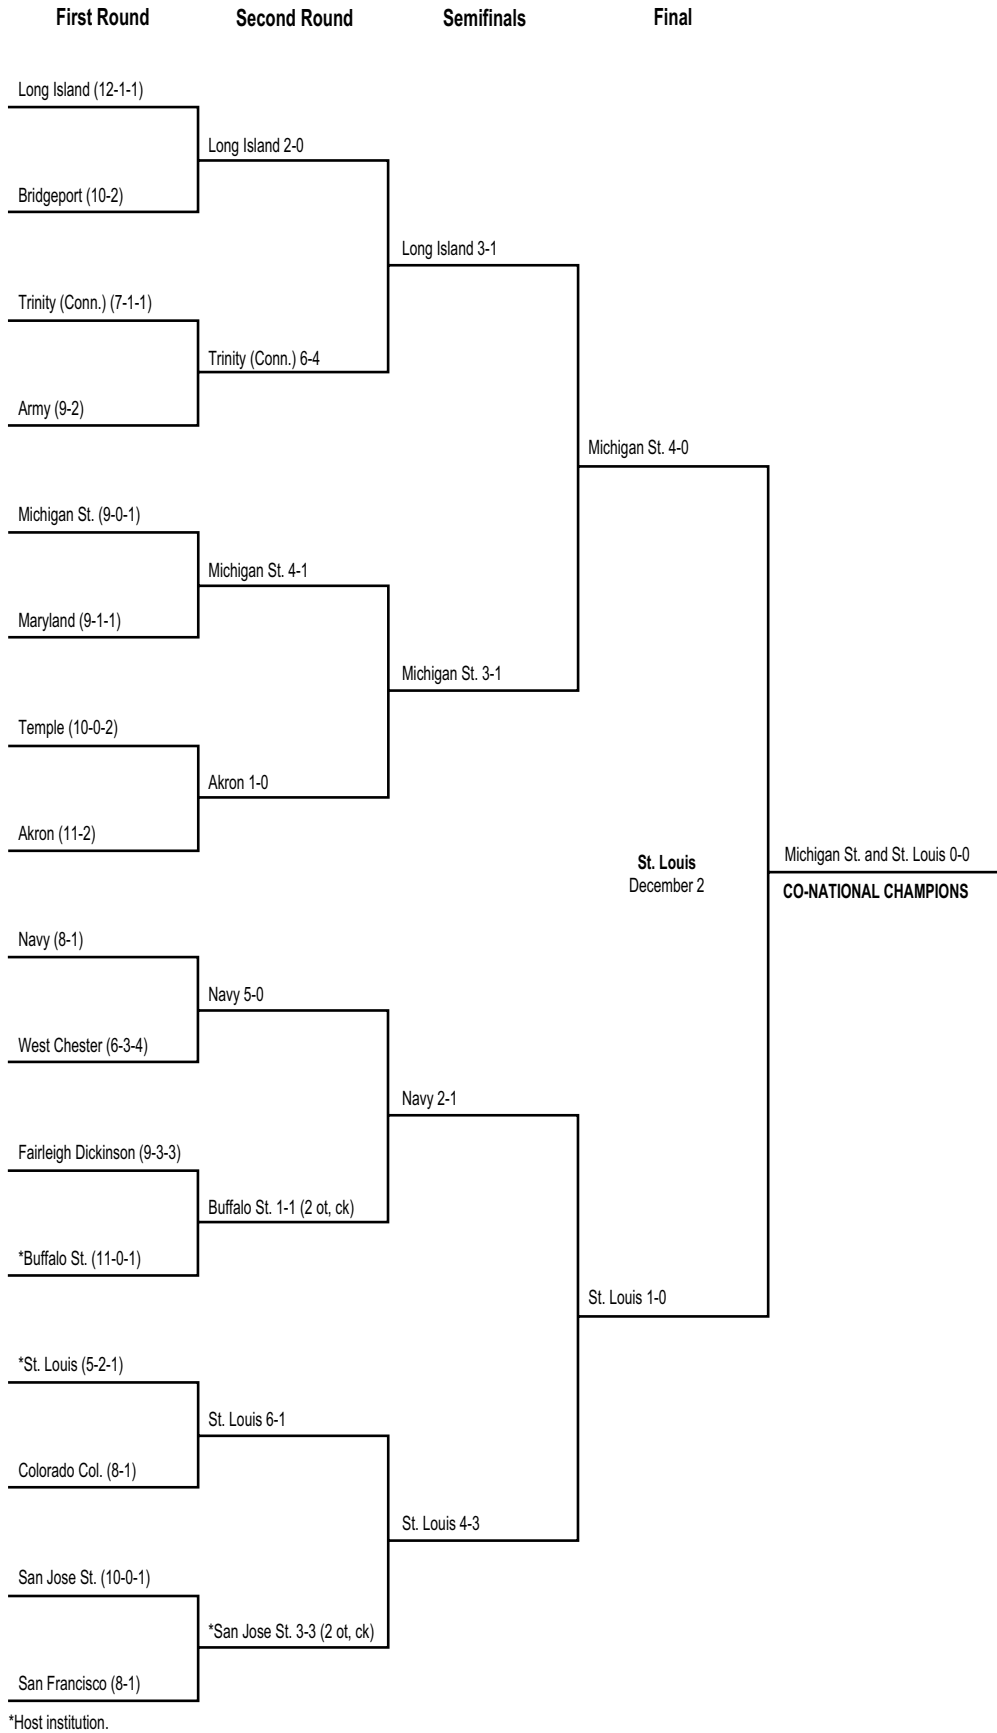 First Round
Second Round
Semifinals
Final
Long Island (12-1-1)
Long Island 2-0
Bridgeport (10-2)
Long Island 3-1
Trinity (Conn.) (7-1-1)
Trinity (Conn.) 6-4
Army (9-2)
Michigan St. 4-0
Michigan St. (9-0-1)
Michigan St. 4-1
Maryland (9-1-1)
Michigan St. 3-1
Temple (10-0-2)
Akron 1-0
Akron (11-2)
St. Louis
December 2
Michigan St. and St. Louis 0-0
CO-NATIONAL CHAMPIONS
Navy (8-1)
Navy 5-0
West Chester (6-3-4)
Navy 2-1
Fairleigh Dickinson (9-3-3)
Buffalo St. 1-1 (2 ot, ck)
*Buffalo St. (11-0-1)
St. Louis 1-0
*St. Louis (5-2-1)
St. Louis 6-1
Colorado Col. (8-1)
St. Louis 4-3
San Jose St. (10-0-1)
*San Jose St. 3-3 (2 ot, ck)
San Francisco (8-1)
*Host institution.